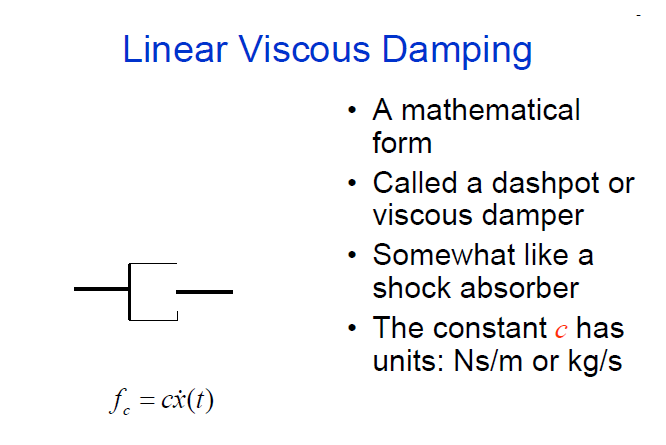 Linear Viscous Damping
• A mathematical
form
• Called a dashpot or
viscous damper
• Somewhat like a
shock absorber
• The constant c has
units: Ns/m or kg/s
f_c = cẋ(t)